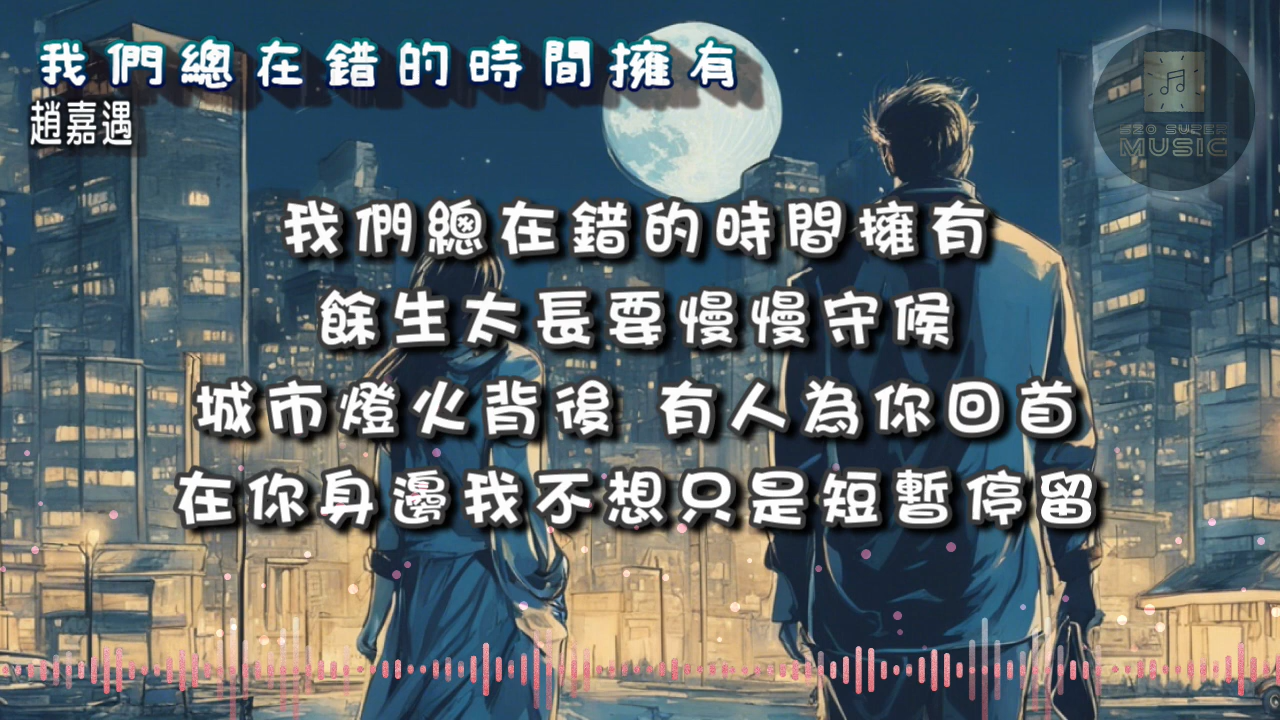 我們總在錯的時間擁有
趙嘉遇
520 SUPER
MUSIC
我們總在錯的時間擁有
餘生太長要慢慢守候
城市燈火背後 有人為你回首
在你身邊我不想只是短暫停留